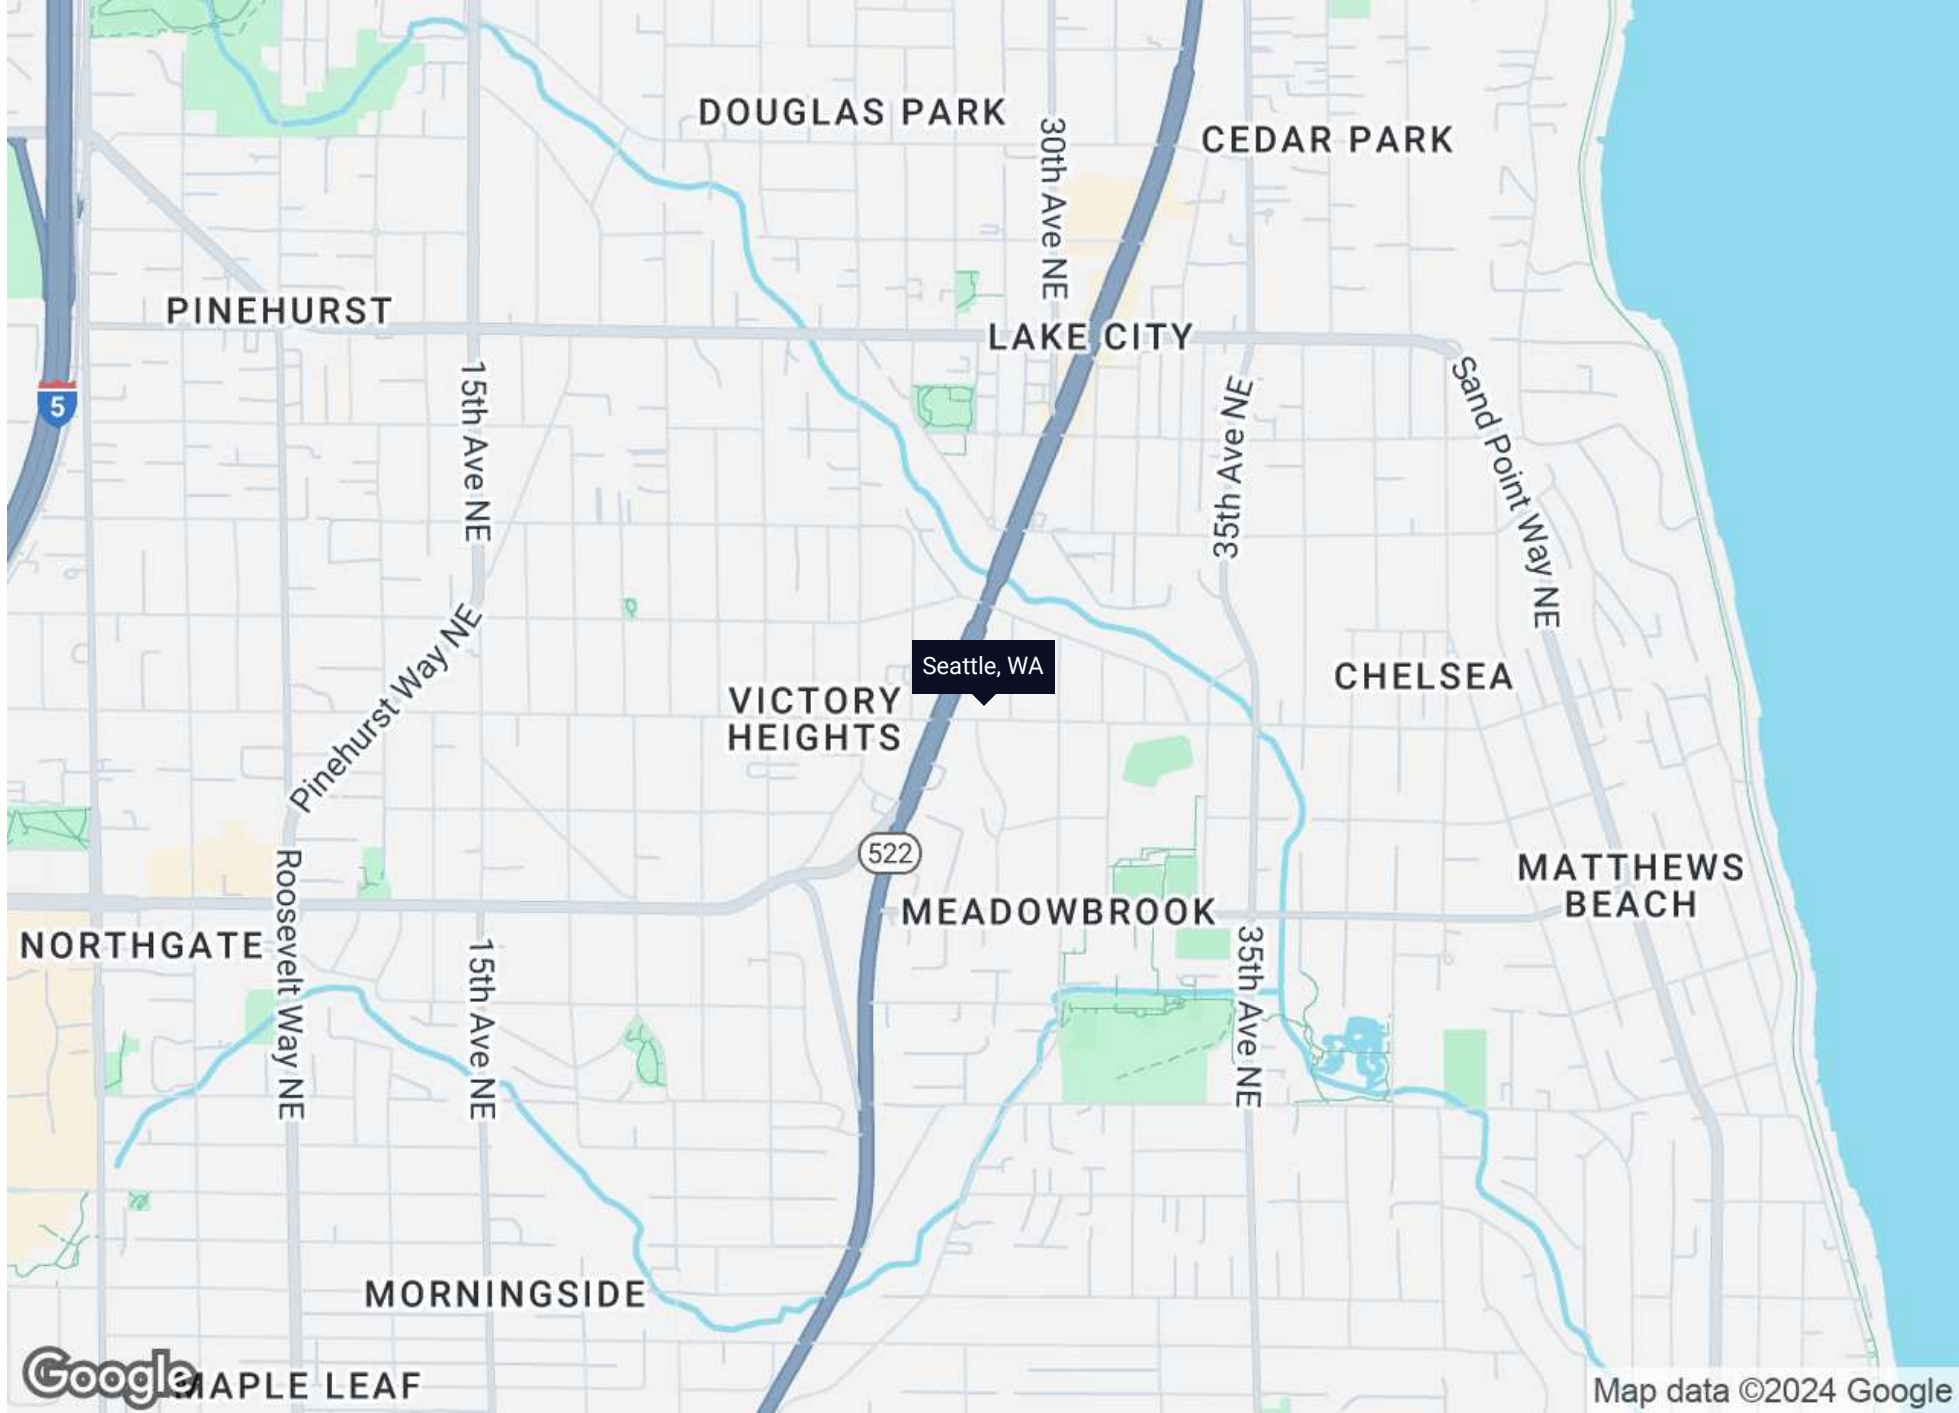 DOUGLAS PARK
CEDAR PARK
30th Ave NE
PINEHURST
LAKE CITY
5
15th Ave NE
35th Ave NE
Sand Point Way NE
Pinehurst Way NE
Seattle, WA
CHELSEA
VICTORY
HEIGHTS
522
MATTHEWS
BEACH
MEADOWBROOK
NORTHGATE
Roosevelt Way NE
15th Ave NE
35th Ave NE
MORNINGSIDE
Google
MAPLE LEAF
Map data ©2024 Google